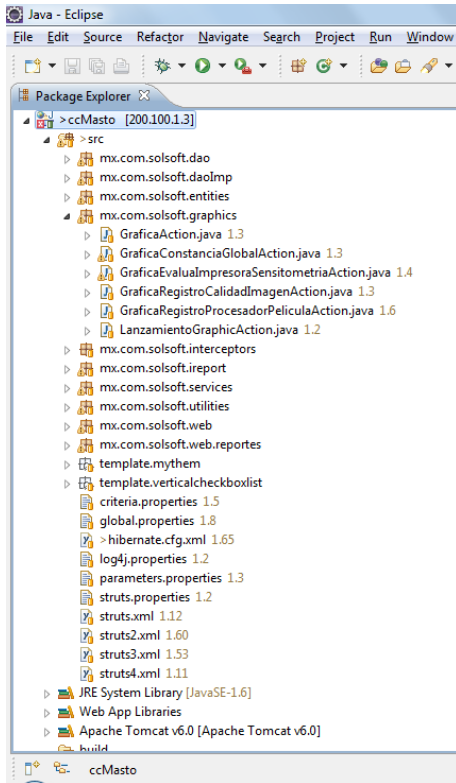 Java - Eclipse
File Edit Source Refactor Navigate Search Project Run Window
Package Explorer
>ccMasto [200.100.1.3]
>src
mx.com.solsoft.dao
mx.com.solsoft.daoImp
mx.com.solsoft.entities
mx.com.solsoft.graphics
GraficaAction.java 1.3
GraficaConstanciaGlobalAction.java 1.3
GraficaEvaluaImpresoraSensitometriaAction.java 1.4
GraficaRegistroCalidadImagenAction.java 1.3
GraficaRegistroProcesadorPeliculaAction.java 1.6
LanzamientoGraphicAction.java 1.2
mx.com.solsoft.interceptors
mx.com.solsoft.ireport
mx.com.solsoft.services
mx.com.solsoft.utilities
mx.com.solsoft.web
mx.com.solsoft.web.reportes
template.mythem
template.verticalcheckboxlist
criteria.properties 1.5
global.properties 1.8
>hibernate.cfg.xml 1.65
log4j.properties 1.2
parameters.properties 1.3
struts.properties 1.2
struts.xml 1.12
struts2.xml 1.60
struts3.xml 1.53
struts4.xml 1.11
JRE System Library [JavaSE-1.6]
Web App Libraries
Apache Tomcat v6.0 [Apache Tomcat v6.0]
build
ccMasto